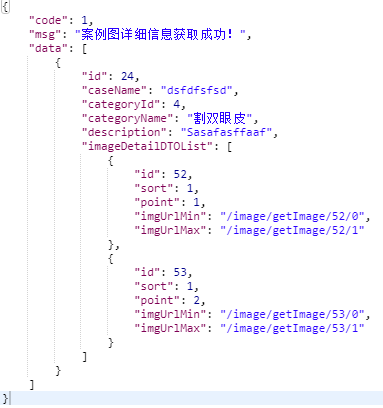 {
    "code": 1,
    "msg": "案例图详细信息获取成功！",
    "data": [
        {
            "id": 24,
            "caseName": "dsfdfsfsd",
            "categoryId": 4,
            "categoryName": "割双眼皮",
            "description": "Sasafasffaaf",
            "imageDetailDTOList": [
                {
                    "id": 52,
                    "sort": 1,
                    "point": 1,
                    "imgUrlMin": "/image/getImage/52/0",
                    "imgUrlMax": "/image/getImage/52/1"
                },
                {
                    "id": 53,
                    "sort": 1,
                    "point": 2,
                    "imgUrlMin": "/image/getImage/53/0",
                    "imgUrlMax": "/image/getImage/53/1"
                }
            ]
        }
    ]
}